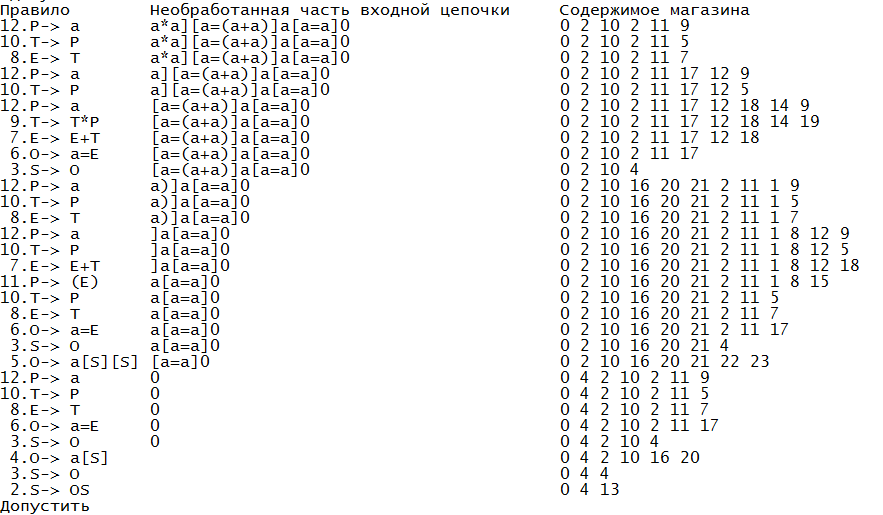 Правило Необработанная часть входной цепочки Содержимое магазина
12.P-> a a*a][a=(a+a)]a[a=a]0 0 2 10 2 11 9
10.T-> P a*a][a=(a+a)]a[a=a]0 0 2 10 2 11 5
8.E-> T a*a][a=(a+a)]a[a=a]0 0 2 10 2 11 7
12.P-> a a][a=(a+a)]a[a=a]0 0 2 10 2 11 17 12 9
10.T-> P a][a=(a+a)]a[a=a]0 0 2 10 2 11 17 12 5
12.P-> a [a=(a+a)]a[a=a]0 0 2 10 2 11 17 12 18 14 9
9.T-> T*P [a=(a+a)]a[a=a]0 0 2 10 2 11 17 12 18 14 19
7.E-> E+T [a=(a+a)]a[a=a]0 0 2 10 2 11 17 12 18
6.O-> a=E [a=(a+a)]a[a=a]0 0 2 10 2 11 17
3.S-> O [a=(a+a)]a[a=a]0 0 2 10 4
12.P-> a a)]a[a=a]0 0 2 10 16 20 21 2 11 1 9
10.T-> P a)]a[a=a]0 0 2 10 16 20 21 2 11 1 5
8.E-> T a)]a[a=a]0 0 2 10 16 20 21 2 11 1 7
12.P-> a ]a[a=a]0 0 2 10 16 20 21 2 11 1 8 12 9
10.T-> P ]a[a=a]0 0 2 10 16 20 21 2 11 1 8 12 5
7.E-> E+T ]a[a=a]0 0 2 10 16 20 21 2 11 1 8 12 18
11.P-> (E) a[a=a]0 0 2 10 16 20 21 2 11 1 8 15
10.T-> P a[a=a]0 0 2 10 16 20 21 2 11 5
8.E-> T a[a=a]0 0 2 10 16 20 21 2 11 7
6.O-> a=E a[a=a]0 0 2 10 16 20 21 2 11 17
3.S-> O a[a=a]0 0 2 10 16 20 21 4
5.O-> a[S][S] [a=a]0 0 2 10 16 20 21 22 23
12.P-> a 0 0 4 2 10 2 11 9
10.T-> P 0 0 4 2 10 2 11 5
8.E-> T 0 0 4 2 10 2 11 7
6.O-> a=E 0 0 4 2 10 2 11 17
3.S-> O 0 0 4 2 10 4
4.O-> a[S] 0 4 2 10 16 20
3.S-> O 0 4 4
2.S-> OS 0 4 13
Допустить